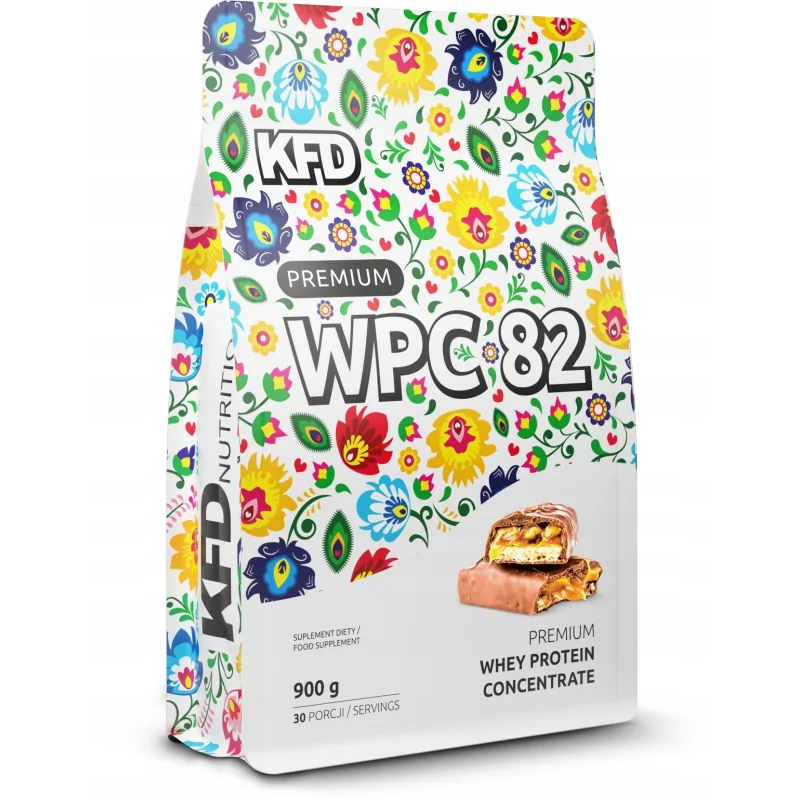 KFD
PREMIUM
WPC 82
SUPLEMENT DIETY /
FOOD SUPPLEMENT
900 g
30 PORCJI / SERVINGS
PREMIUM
WHEY PROTEIN
CONCENTRATE
KFD NUTRITIO